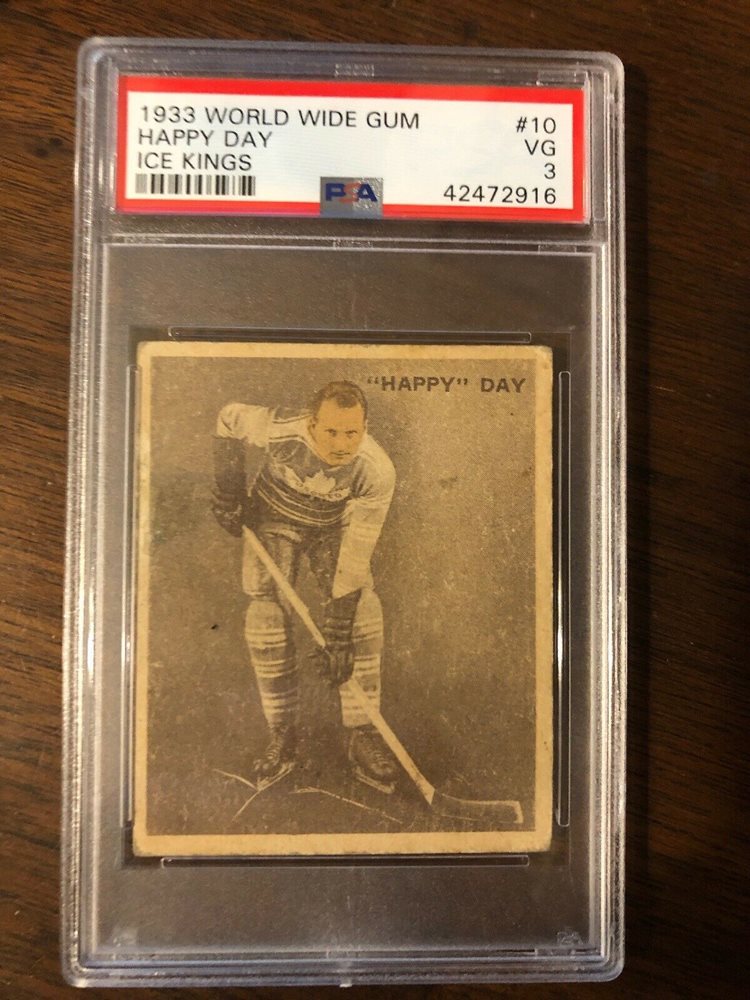 1933 WORLD WIDE GUM #10
HAPPY DAY VG
ICE KINGS 3
PSA 42472916
"HAPPY" DAY